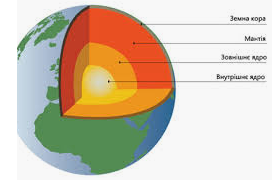 Земна кора
Мантія
Зовнішнє ядро
Внутрішнє ядро